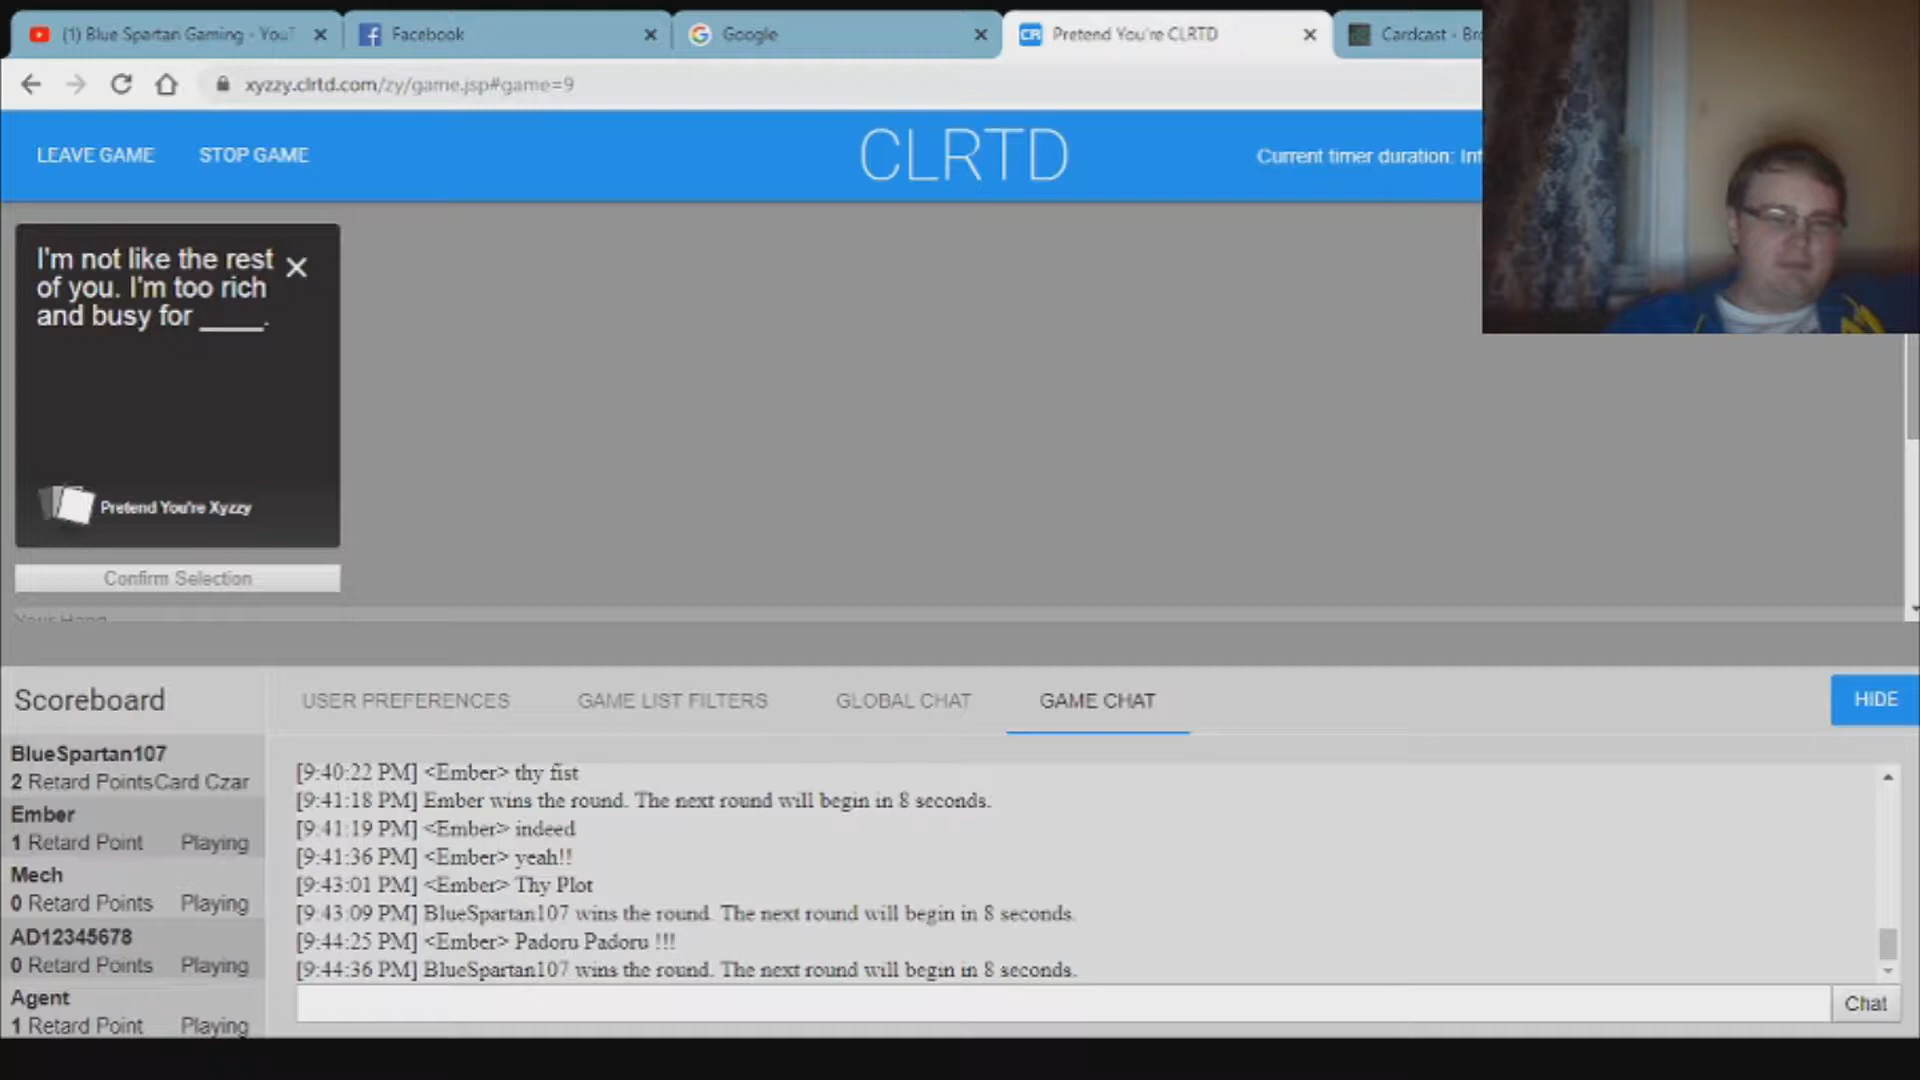 (1) Blue Spartan Gaming - YouT
Facebook
Google
CR Pretend You're CLRTD
Cardcast - Bro
xyzzy.clrtd.com/zy/game.jsp#game=9
LEAVE GAME
STOP GAME
CLRTD
Current timer duration: Inf
I'm not like the rest
of you. I'm too rich
and busy for _____.
Pretend You're Xyzzy
Confirm Selection
Your Hand
Scoreboard
USER PREFERENCES
GAME LIST FILTERS
GLOBAL CHAT
GAME CHAT
HIDE
BlueSpartan107
2 Retard PointsCard Czar
Ember
1 Retard Point Playing
Mech
0 Retard Points Playing
AD12345678
0 Retard Points Playing
Agent
1 Retard Point Playing
[9:40:22 PM] <Ember> thy fist
[9:41:18 PM] Ember wins the round. The next round will begin in 8 seconds.
[9:41:19 PM] <Ember> indeed
[9:41:36 PM] <Ember> yeah!!
[9:43:01 PM] <Ember> Thy Plot
[9:43:09 PM] BlueSpartan107 wins the round. The next round will begin in 8 seconds.
[9:44:25 PM] <Ember> Padoru Padoru !!!
[9:44:36 PM] BlueSpartan107 wins the round. The next round will begin in 8 seconds.
Chat